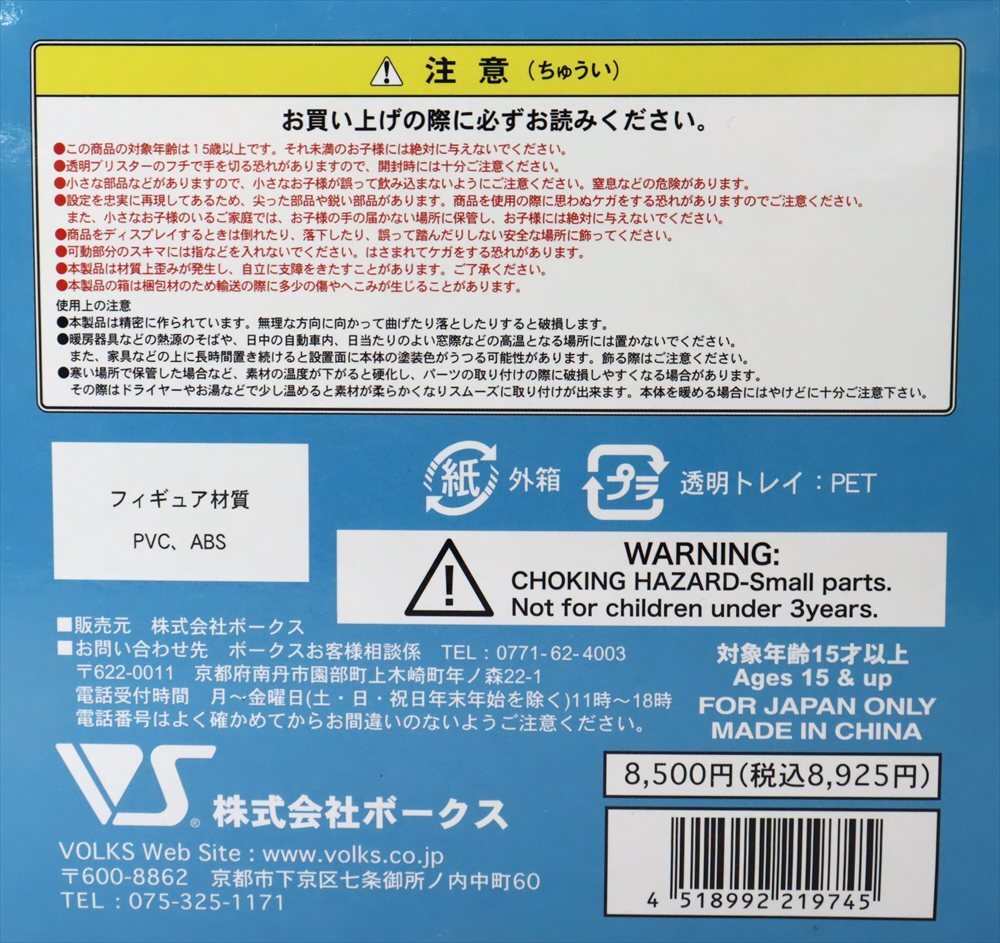 注意（ちゅうい）
お買い上げの際に必ずお読みください。
●この商品の対象年齢は15歳以上です。それ未満のお子様には絶対に与えないでください。
●透明ブリスターのフチで手を切る恐れがありますので、開封時には十分ご注意ください。
●小さな部品などがありますので、小さなお子様が誤って飲み込まないようにご注意ください。窒息などの危険があります。
●設定を忠実に再現してあるため、尖った部品や鋭い部品があります。商品を使用の際に思わぬケガをする恐れがありますのでご注意ください。
また、小さなお子様のいるご家庭では、お子様の手の届かない場所に保管し、お子様には絶対に与えないでください。
●商品をディスプレイするときは倒れたり、落下したり、誤って踏んだりしない安全な場所に飾ってください。
●可動部分のスキマには指などを入れないでください。はさまれてケガをする恐れがあります。
●本製品は材質上歪みが発生し、自立に支障をきたすことがあります。ご了承ください。
●本製品の箱は梱包材のため輸送の際に多少の傷やへこみが生じることがあります。
使用上の注意
●本製品は精密に作られています。無理な方向に向かって曲げたり落としたりすると破損します。
●暖房器具などの熱源のそばや、日中の自動車内、日当たりのよい窓際などの高温となる場所には置かないでください。
また、家具などの上に長時間置き続けると設置面に本体の塗装色がうつる可能性があります。飾る際はご注意ください。
●寒い場所で保管した場合など、素材の温度が下がると硬化し、パーツの取り付けの際に破損しやすくなる場合があります。
その際はドライヤーやお湯などで少し温めると素材が柔らかくなりスムーズに取り付けが出来ます。本体を暖める場合にはやけどに十分ご注意下さい。
フィギュア材質
PVC、ABS
紙 外箱
プラ 透明トレイ：PET
WARNING:
CHOKING HAZARD-Small parts.
Not for children under 3years.
■販売元　株式会社ボークス
■お問い合わせ先　ボークスお客様相談係　TEL：0771-62-4003
〒622-0011　京都府南丹市園部町上木崎町年ノ森22-1
電話受付時間　月～金曜日(土・日・祝日年末年始を除く)11時～18時
電話番号はよく確かめてからお間違いのないようご注意ください。
対象年齢15才以上
Ages 15 & up
FOR JAPAN ONLY
MADE IN CHINA
VS® 株式会社ボークス
VOLKS Web Site : www.volks.co.jp
〒600-8862　京都市下京区七条御所ノ内中町60
TEL : 075-325-1171
8,500円(税込8,925円)
4 518992 219745